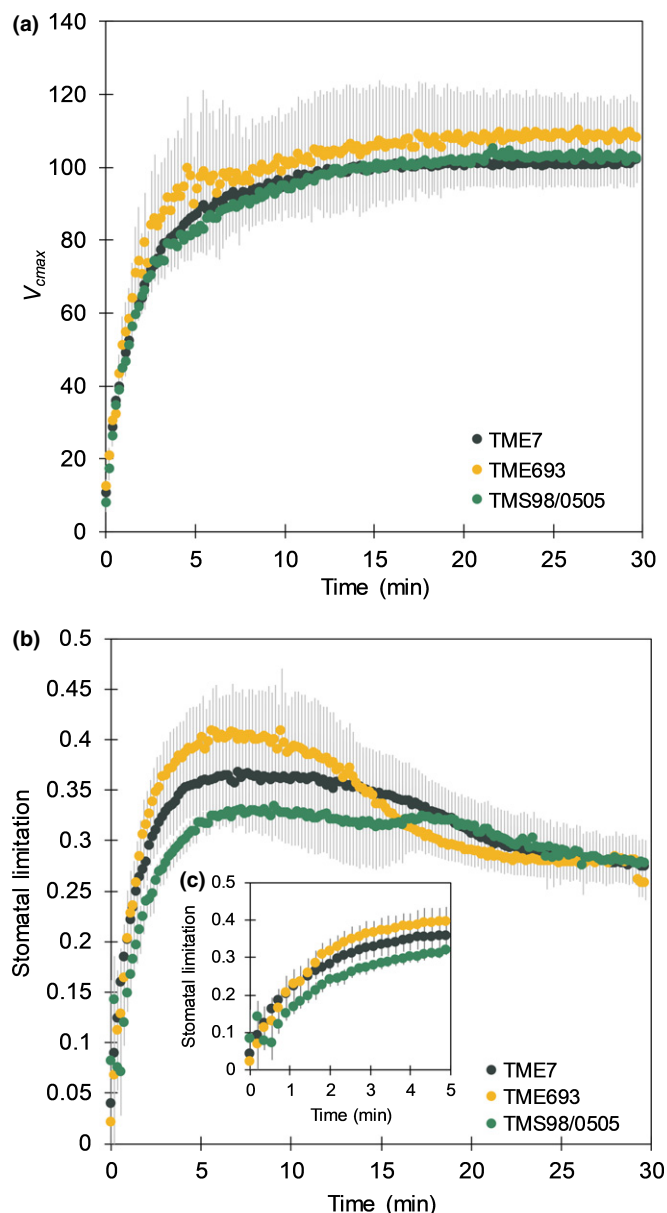 (a)
140
120
100
80
60
40
20
0
V_cmax
TME7
TME693
TMS98/0505
0 5 10 15 20 25 30
Time (min)
(b)
0.5
0.45
0.4
0.35
0.3
0.25
0.2
0.15
0.1
0.05
0
Stomatal limitation
(c)
0.5
0.4
0.3
0.2
0.1
0
Stomatal limitation
0 1 2 3 4 5
Time (min)
TME7
TME693
TMS98/0505
0 5 10 15 20 25 30
Time (min)